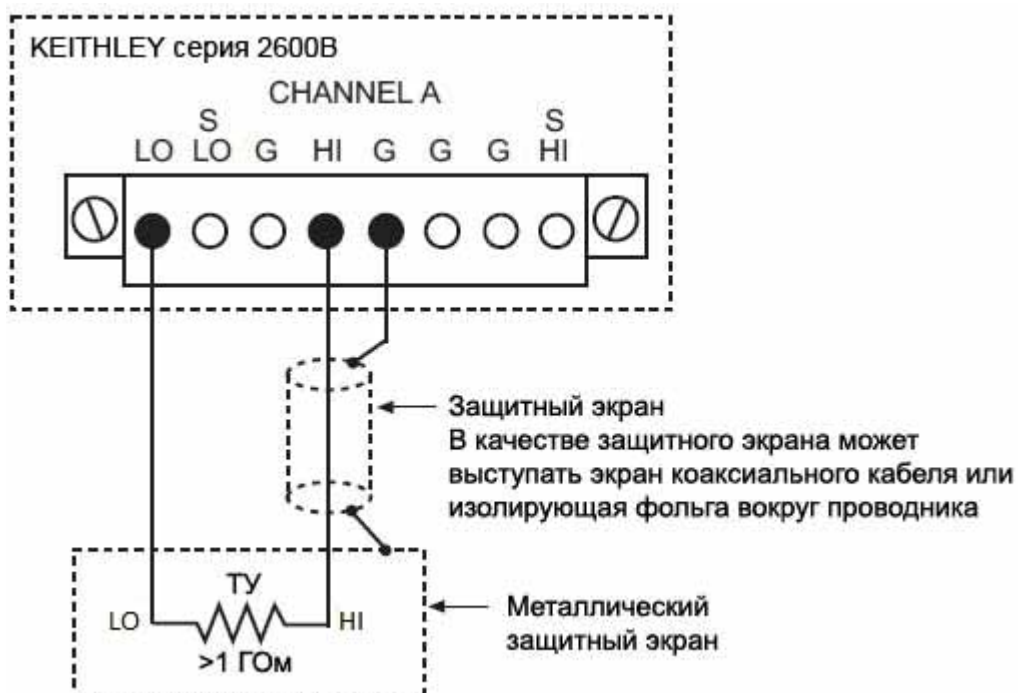 KEITHLEY серия 2600В
CHANNEL A
S S
LO LO G HI G G G HI
Защитный экран
В качестве защитного экрана может
выступать экран коаксиального кабеля или
изолирующая фольга вокруг проводника
ТУ
LO HI
>1 ГОм
Металлический
защитный экран